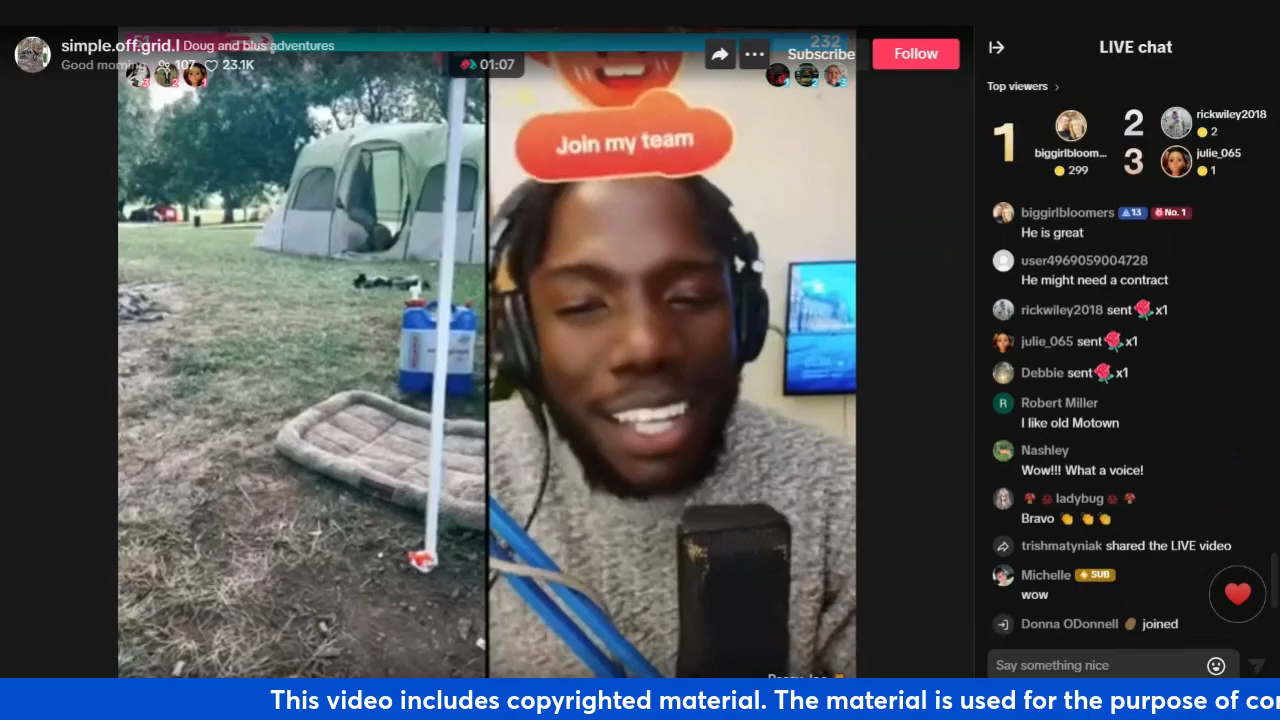 simple.off.grid.l Doug and blus adventures
Good morning 107 23.1K
51
01:07
232
Subscribe
Follow
Join my team
LIVE chat
Top viewers
1
biggirlbloom...
299
2
rickwiley2018
2
3
julie_065
1
biggirlbloomers 13 No. 1
He is great
user4969059004728
He might need a contract
rickwiley2018 sent x1
julie_065 sent x1
Debbie sent x1
R Robert Miller
I like old Motown
Nashley
Wow!!! What a voice!
ladybug
Bravo
trishmatyniak shared the LIVE video
Michelle SUB
wow
Donna ODonnell joined
Say something nice
This video includes copyrighted material. The material is used for the purpose of co